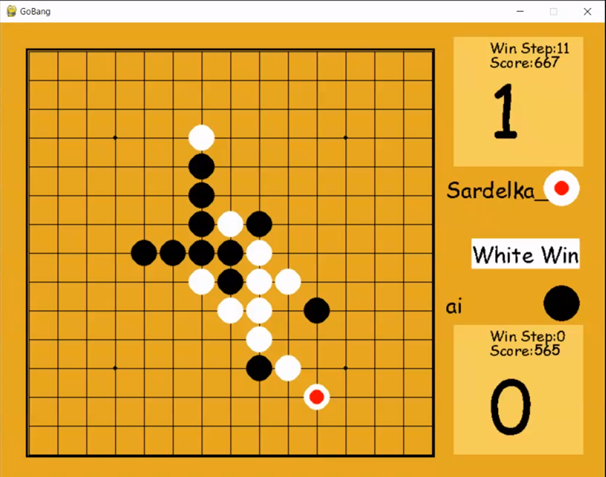 GoBang
Win Step:11
Score:667
1
Sardelka_
White Win
ai
Win Step:0
Score:565
0